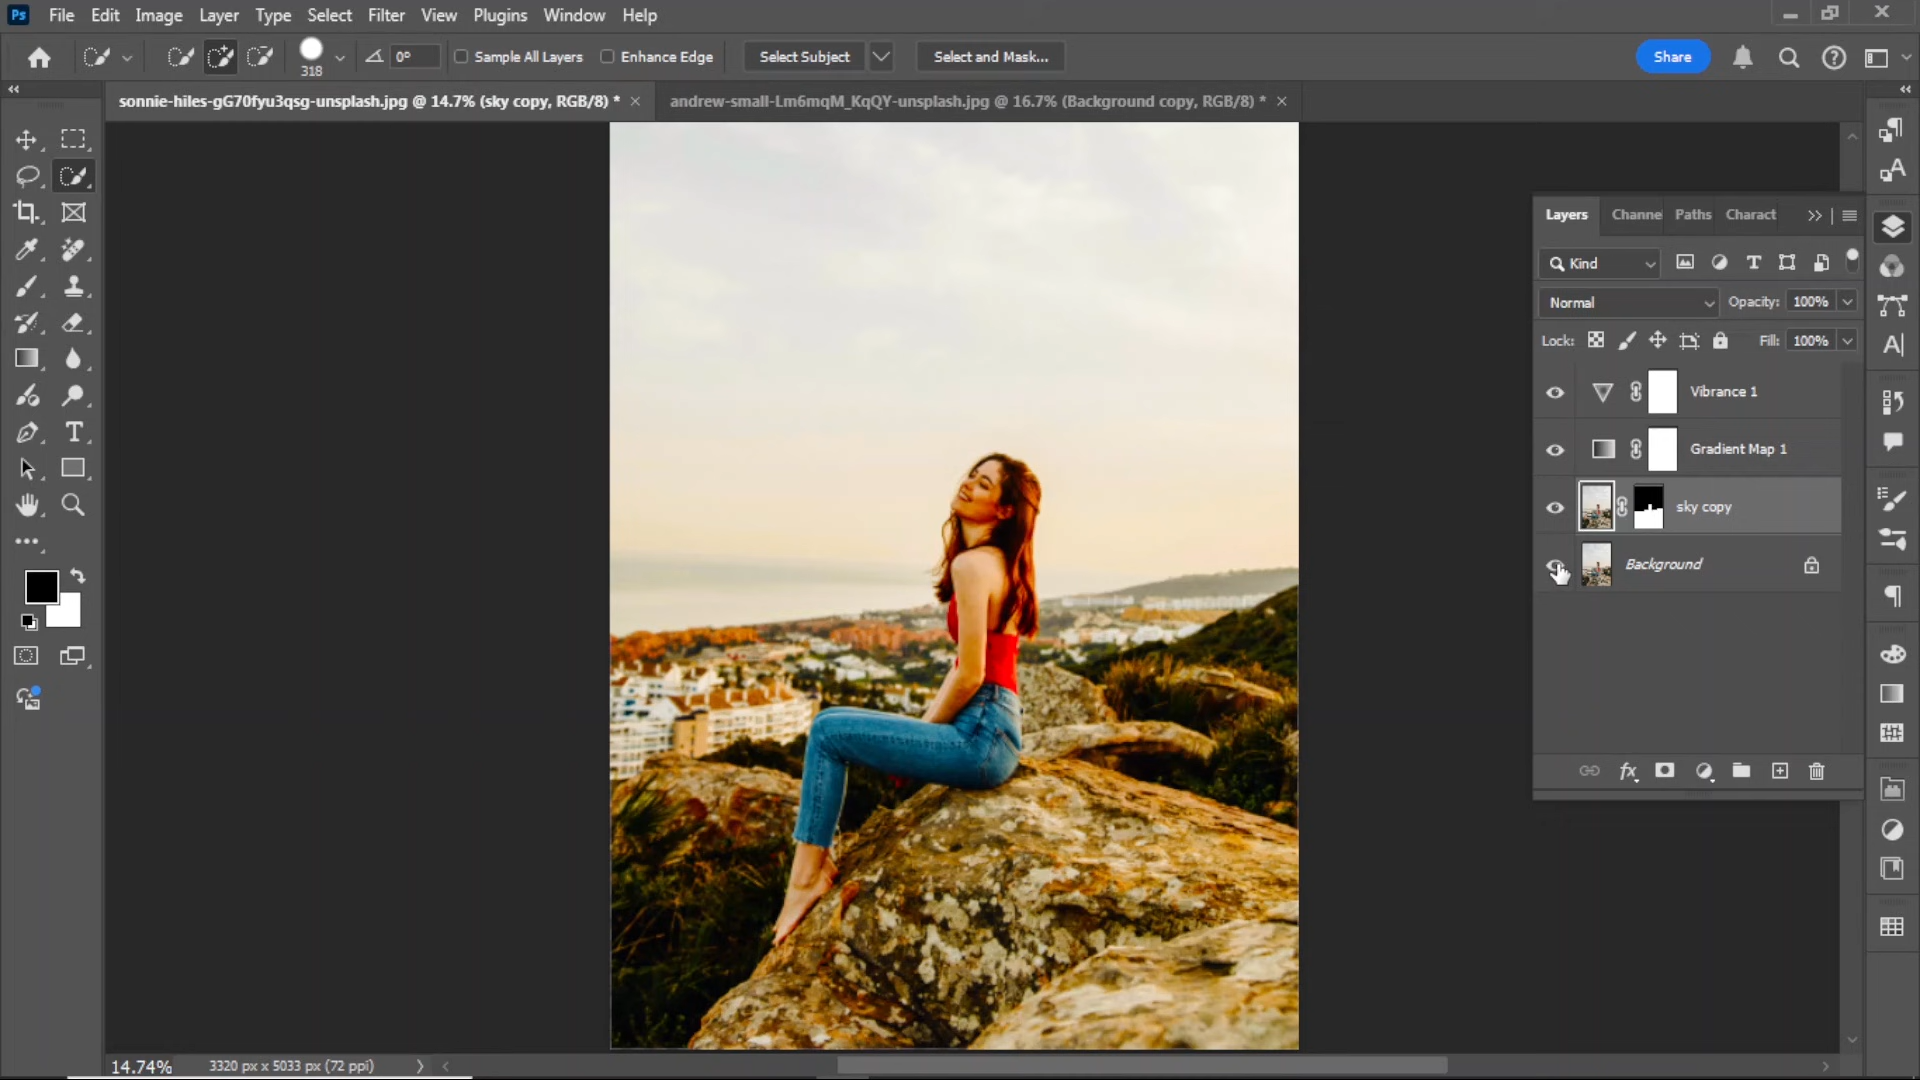 Ps File Edit Image Layer Type Select Filter View Plugins Window Help
318 0° Sample All Layers Enhance Edge Select Subject Select and Mask... Share
sonnie-hiles-gG70fyu3qsg-unsplash.jpg @ 14.7% (sky copy, RGB/8) * × andrew-small-Lm6mqM_KqQY-unsplash.jpg @ 16.7% (Background copy, RGB/8) * ×
Layers Channe Paths Charact
Kind
Normal Opacity: 100%
Lock: Fill: 100%
Vibrance 1
Gradient Map 1
sky copy
Background
14.74% 3320 px x 5033 px (72 ppi)